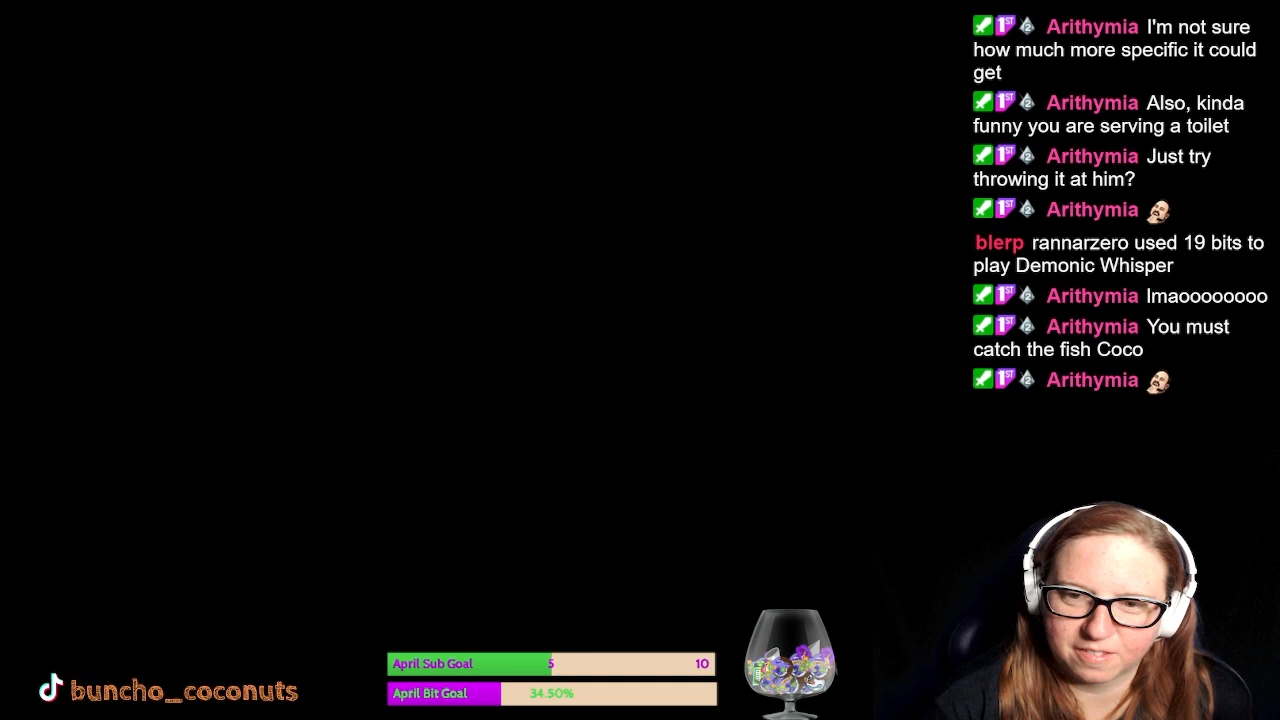 Arithymia I'm not sure
how much more specific it could
get
Arithymia Also, kinda
funny you are serving a toilet
Arithymia Just try
throwing it at him?
Arithymia
blerp rannarzero used 19 bits to
play Demonic Whisper
Arithymia lmaoooooooo
Arithymia You must
catch the fish Coco
Arithymia
April Sub Goal 5 10
April Bit Goal 34.50%
buncho_coconuts